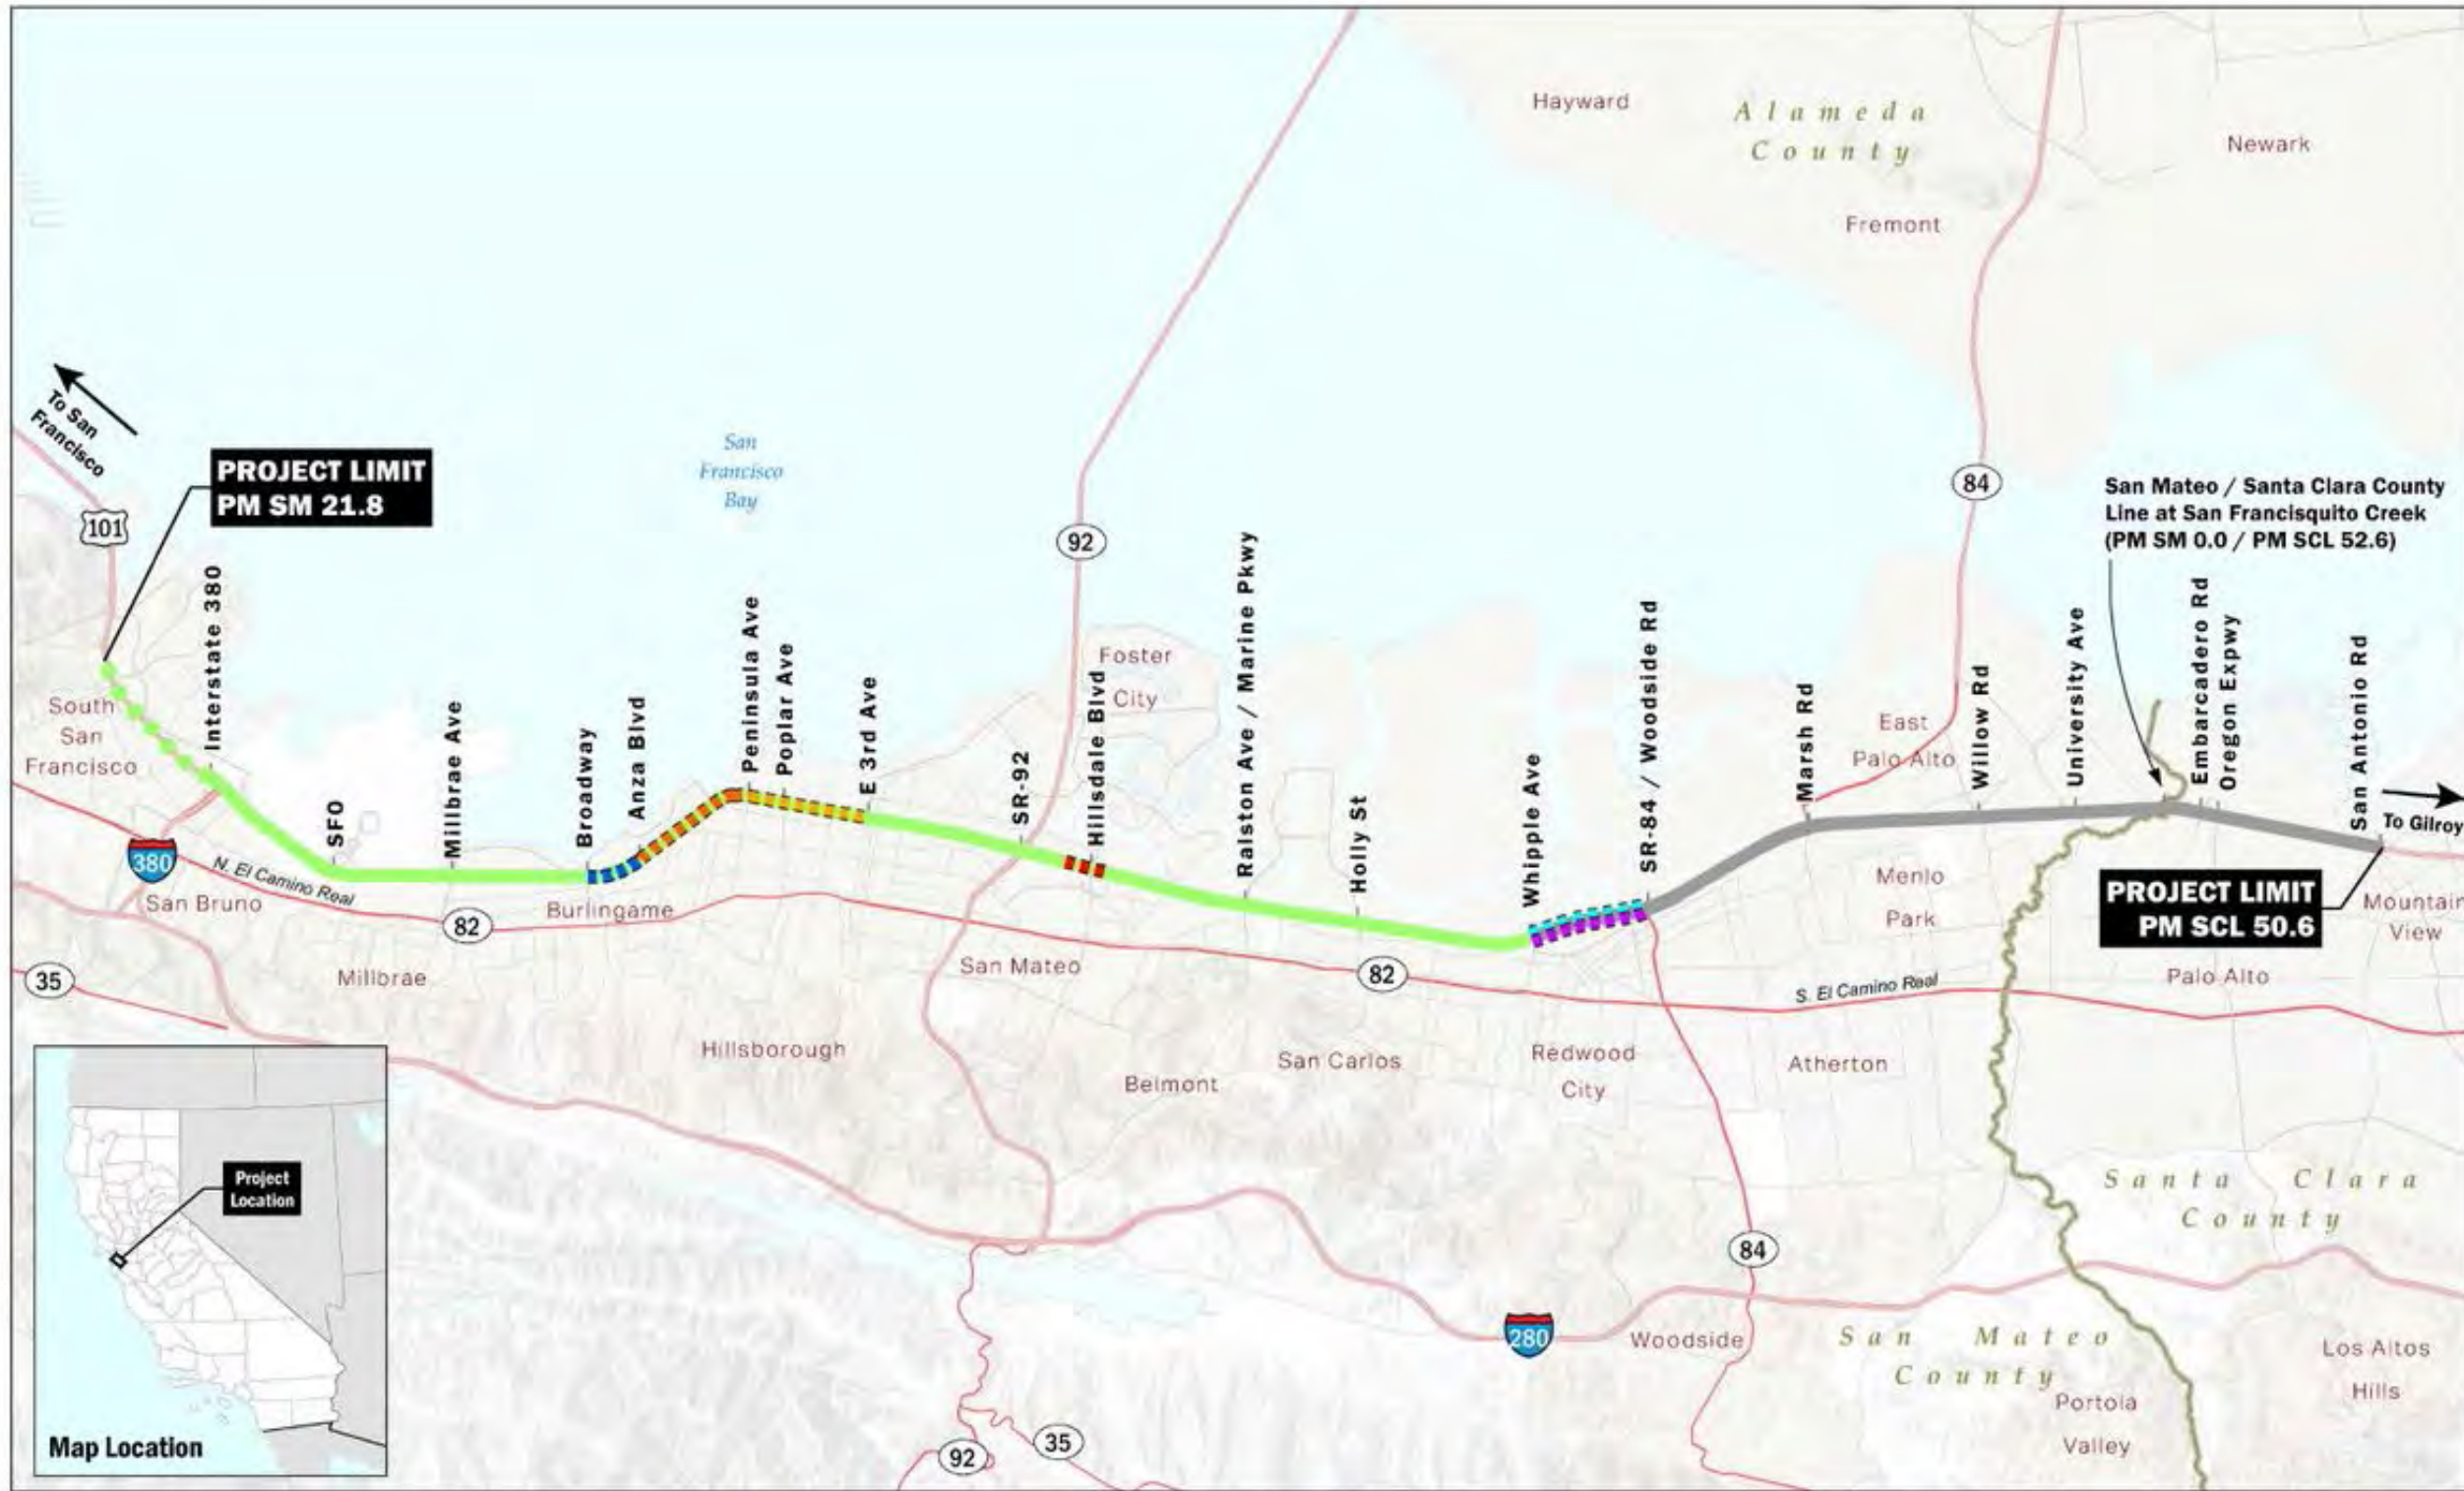 Hayward
Alameda
County
Newark
Fremont
To San
Francisco
101
PROJECT LIMIT
PM SM 21.8
San
Francisco
Bay
92
84
San Mateo / Santa Clara County
Line at San Francisquito Creek
(PM SM 0.0 / PM SCL 52.6)
South
San
Francisco
Interstate 380
SFO
Millbrae Ave
Broadway
Anza Blvd
Peninsula Ave
Poplar Ave
E 3rd Ave
SR-92
Hillsdale Blvd
Foster
City
Ralston Ave / Marine Pkwy
Holly St
Whipple Ave
SR-84 / Woodside Rd
Marsh Rd
East
Palo Alto
Willow Rd
University Ave
Embarcadero Rd
Oregon Expwy
San Antonio Rd
To Gilroy
380
N. El Camino Real
San Bruno
82
Burlingame
Menlo
Park
PROJECT LIMIT
PM SCL 50.6
Mountain
View
35
Millbrae
San Mateo
82
S. El Camino Real
Palo Alto
Hillsborough
Belmont
San Carlos
Redwood
City
Atherton
Project
Location
Map Location
Santa Clara
County
84
280
Woodside
San Mateo
County
Los Altos
Hills
Portola
Valley
92
35